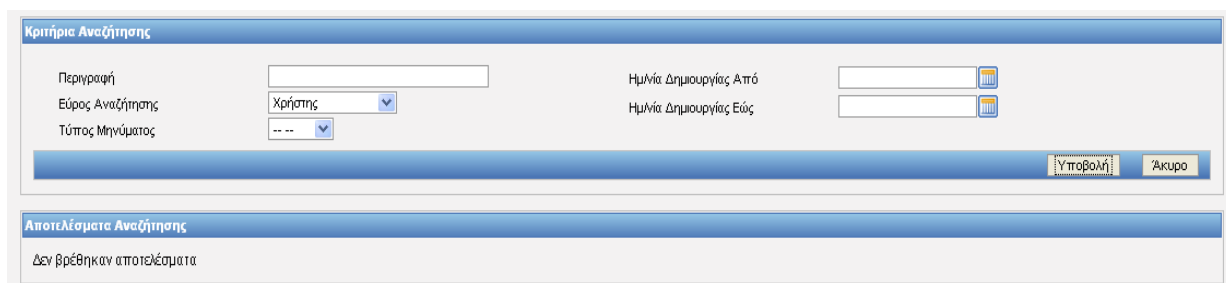 Κριτήρια Αναζήτησης
Περιγραφή
Ημ/νία Δημιουργίας Από
Εύρος Αναζήτησης Χρήστης
Ημ/νία Δημιουργίας Εώς
Τύπος Μηνύματος -- --
Υποβολή Άκυρο
Αποτελέσματα Αναζήτησης
Δεν βρέθηκαν αποτελέσματα